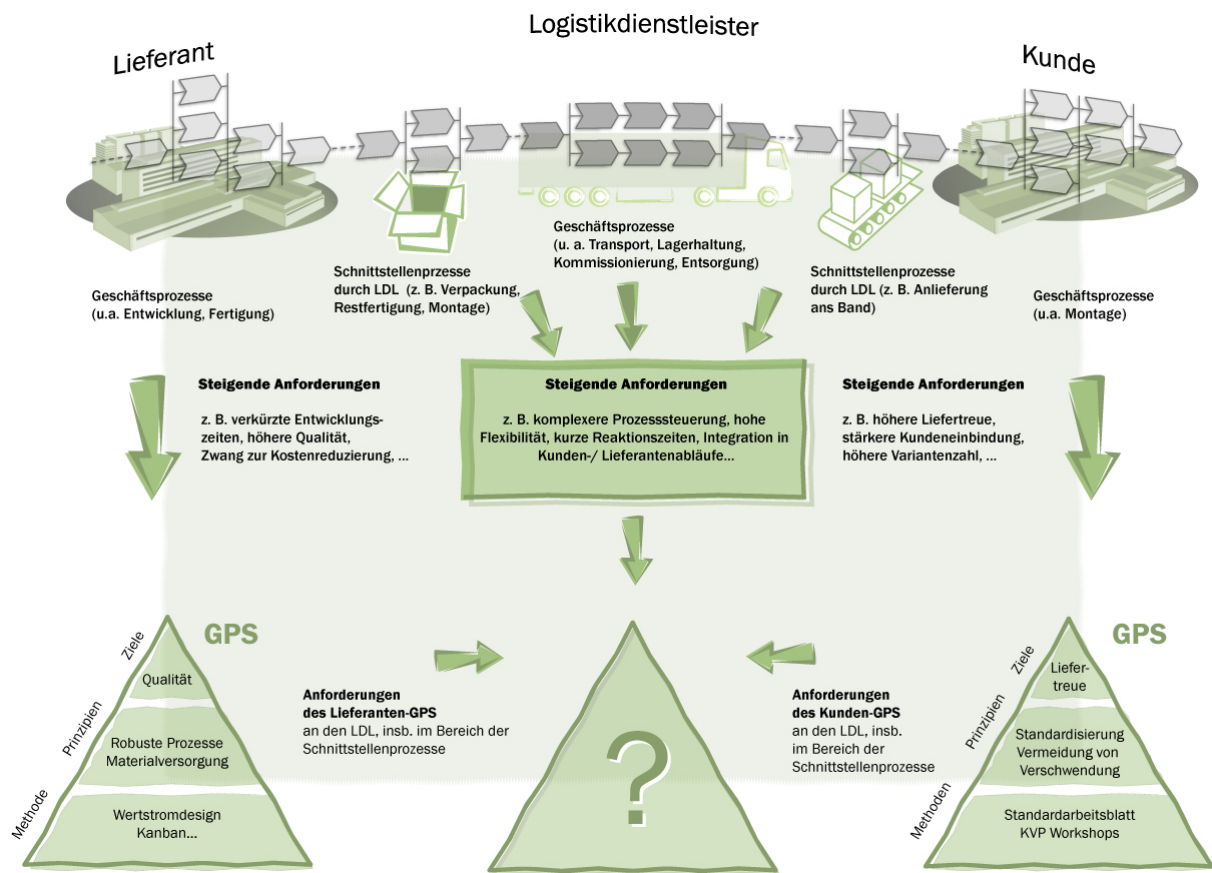 Logistikdienstleister
Lieferant
Kunde
Geschäftsprozesse
(u.a. Entwicklung, Fertigung)
Schnittstellenprzesse
durch LDL (z. B. Verpackung,
Restfertigung, Montage)
Geschäftsprozesse
(u. a. Transport, Lagerhaltung,
Kommissionierung, Entsorgung)
Schnittstellenprozesse
durch LDL (z. B. Anlieferung
ans Band)
Geschäftsprozesse
(u.a. Montage)
Steigende Anforderungen
z. B. verkürzte Entwicklungs-
zeiten, höhere Qualität,
Zwang zur Kostenreduzierung, ...
Steigende Anforderungen
z. B. komplexere Prozesssteuerung, hohe
Flexibilität, kurze Reaktionszeiten, Integration in
Kunden-/ Lieferantenabläufe...
Steigende Anforderungen
z. B. höhere Liefertreue,
stärkere Kundeneinbindung,
höhere Variantenzahl, ...
GPS
Ziele
Qualität
Prinzipien
Robuste Prozesse
Materialversorgung
Methode
Wertstromdesign
Kanban...
Anforderungen
des Lieferanten-GPS
an den LDL, insb. im Bereich der
Schnittstellenprozesse
?
Anforderungen
des Kunden-GPS
an den LDL, insb.
im Bereich der
Schnittstellenprozesse
GPS
Ziele
Liefer-
treue
Prinzipien
Standardisierung
Vermeidung von
Verschwendung
Methoden
Standardarbeitsblatt
KVP Workshops